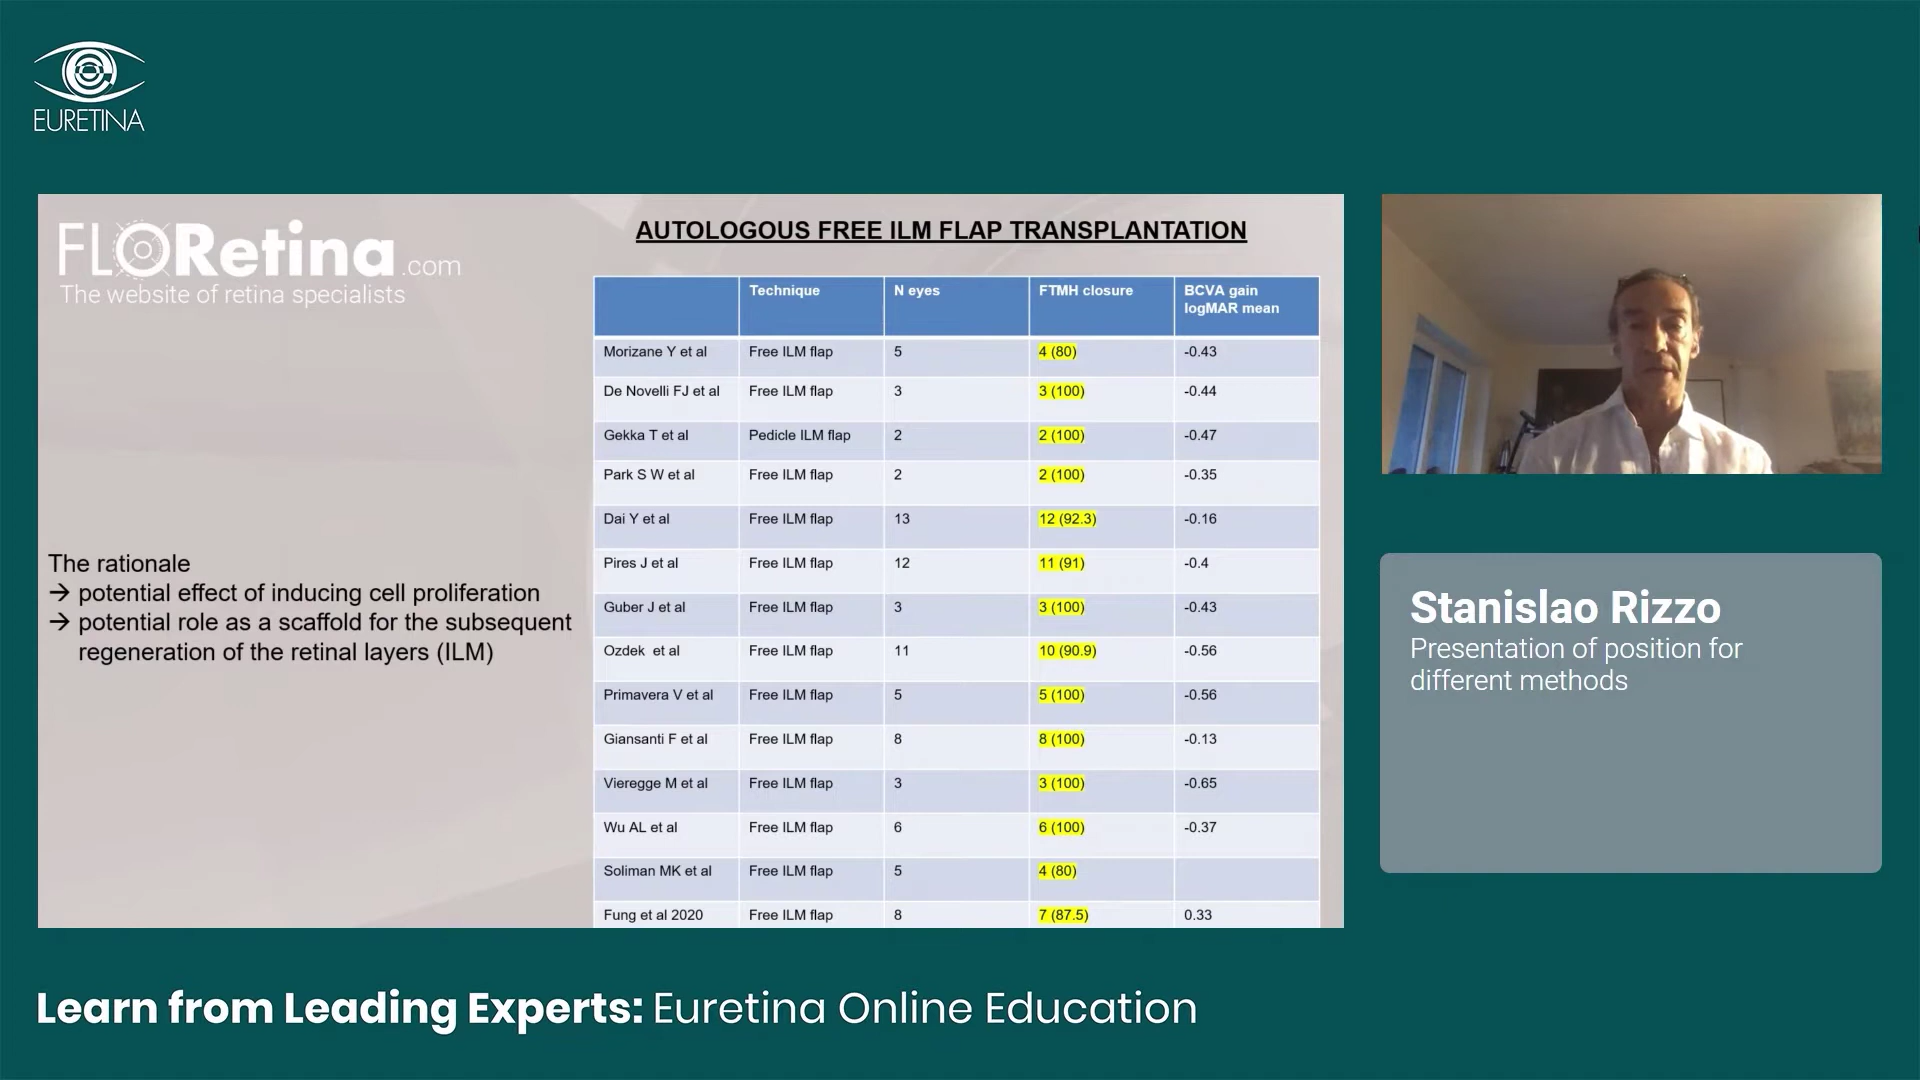 EURETINA
FLORetina.com
The website of retina specialists
AUTOLOGOUS FREE ILM FLAP TRANSPLANTATION
The rationale
→ potential effect of inducing cell proliferation
→ potential role as a scaffold for the subsequent
regeneration of the retinal layers (ILM)
Technique N eyes FTMH closure BCVA gain
logMAR mean
Morizane Y et al Free ILM flap 5 4 (80) -0.43
De Novelli FJ et al Free ILM flap 3 3 (100) -0.44
Gekka T et al Pedicle ILM flap 2 2 (100) -0.47
Park S W et al Free ILM flap 2 2 (100) -0.35
Dai Y et al Free ILM flap 13 12 (92.3) -0.16
Pires J et al Free ILM flap 12 11 (91) -0.4
Guber J et al Free ILM flap 3 3 (100) -0.43
Ozdek et al Free ILM flap 11 10 (90.9) -0.56
Primavera V et al Free ILM flap 5 5 (100) -0.56
Giansanti F et al Free ILM flap 8 8 (100) -0.13
Vieregge M et al Free ILM flap 3 3 (100) -0.65
Wu AL et al Free ILM flap 6 6 (100) -0.37
Soliman MK et al Free ILM flap 5 4 (80)
Fung et al 2020 Free ILM flap 8 7 (87.5) 0.33
Stanislao Rizzo
Presentation of position for
different methods
Learn from Leading Experts: Euretina Online Education